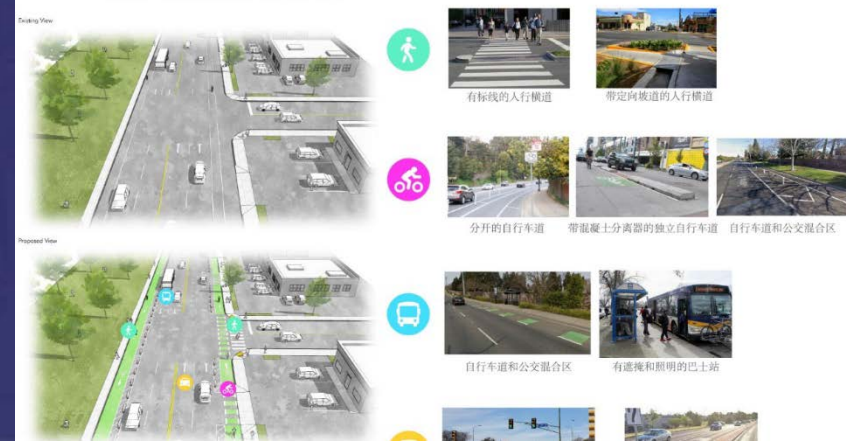 Existing View
有标线的人行横道
带定向坡道的人行横道
分开的自行车道
带混凝土分离器的独立自行车道
自行车道和公交混合区
Proposed View
自行车道和公交混合区
有遮掩和照明的巴士站